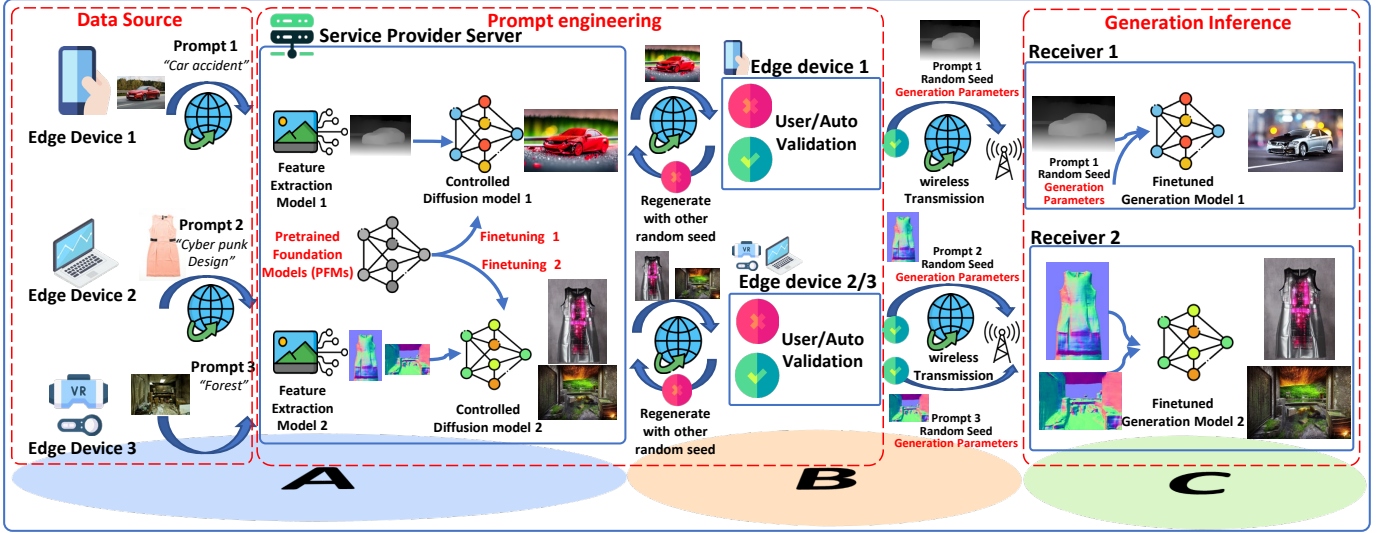 Data Source
Prompt 1
“Car accident”
Edge Device 1
Prompt 2
“Cyber punk
Design”
Edge Device 2
Prompt 3
“Forest”
VR
Edge Device 3
Prompt engineering
Service Provider Server
Feature
Extraction
Model 1
Controlled
Diffusion model 1
Pretrained
Foundation
Models (PFMs)
Finetuning 1
Finetuning 2
Feature
Extraction
Model 2
Controlled
Diffusion model 2
Edge device 1
User/Auto
Validation
Regenerate
with other
random seed
VR
Edge device 2/3
User/Auto
Validation
Regenerate
with other
random seed
Prompt 1
Random Seed
Generation Parameters
wireless
Transmission
Prompt 2
Random Seed
Generation Parameters
wireless
Transmission
Prompt 3
Random Seed
Generation Parameters
Generation Inference
Receiver 1
Prompt 1
Random Seed
Generation
Parameters
Finetuned
Generation Model 1
Receiver 2
Finetuned
Generation Model 2
A
B
C